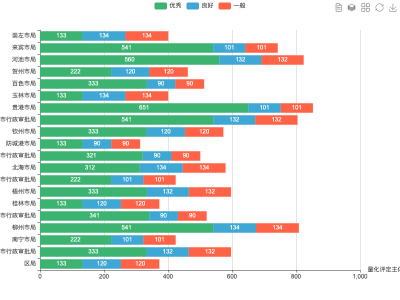 优秀 良好 一般
崇左市局 133 134 134
来宾市局 541 101 101
河池市局 560 132 132
贺州市局 222 120 120
百色市局 333 90 90
玉林市局 133 134 134
贵港市局 651 101 101
市行政审批局 541 132 132
钦州市局 333 120 120
防城港市局 133 90 90
市行政审批局 321 90 90
北海市局 312 134 134
市行政审批局 222 101 101
梧州市局 333 132 132
桂林市局 133 120 120
市行政审批局 341 90 90
柳州市局 541 134 134
南宁市局 222 101 101
市行政审批局 333 132 132
区局 133 120 120
0 200 400 600 800 1,000
量化评定主体